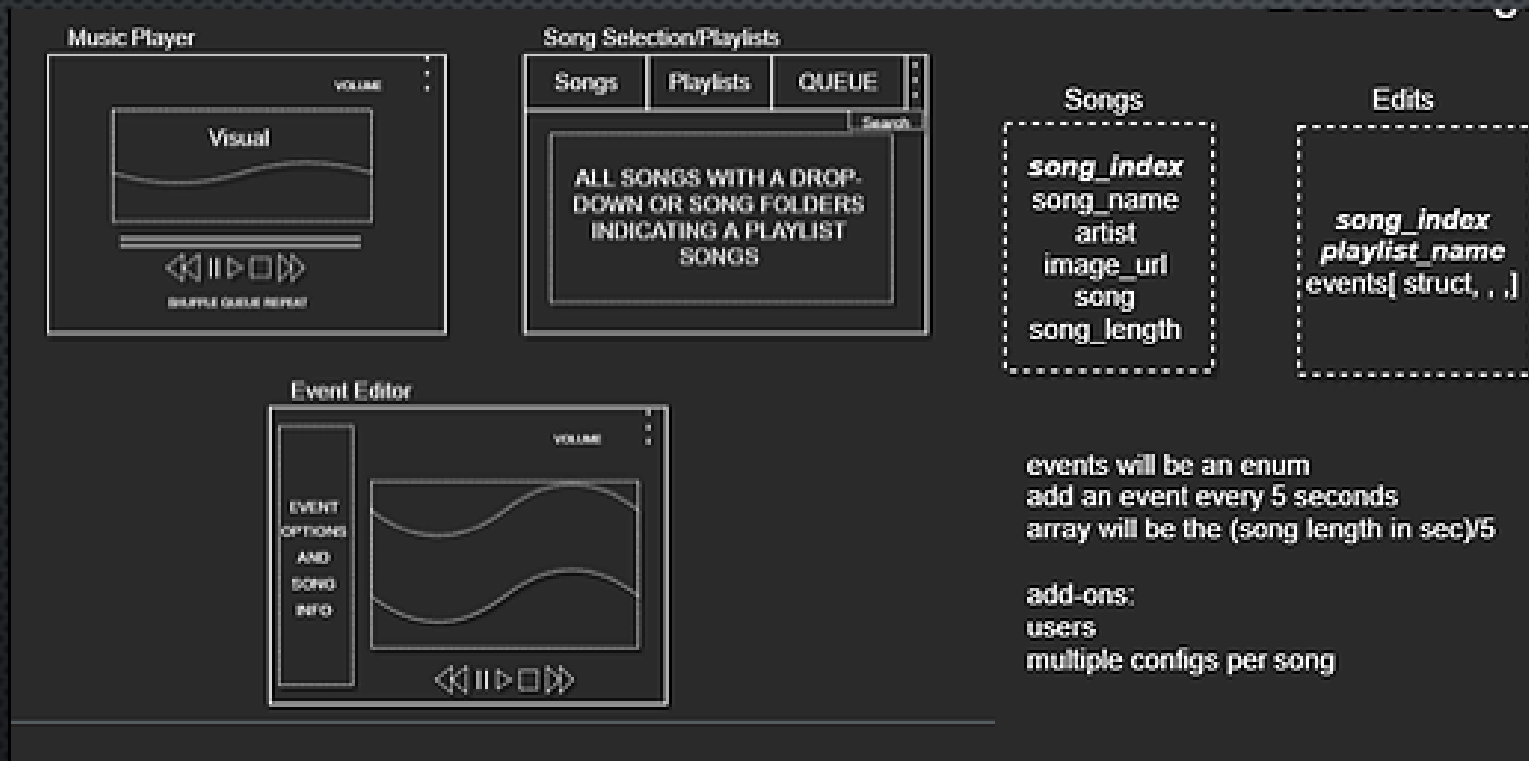 Music Player
VOLUME
Visual
SHUFFLE QUEUE REPEAT
Song Selection/Playlists
Songs
Playlists
QUEUE
Search
ALL SONGS WITH A DROP-
DOWN OR SONG FOLDERS
INDICATING A PLAYLIST
SONGS
Event Editor
VOLUME
EVENT
OPTIONS
AND
SONG
INFO
Songs
song_index
song_name
artist
image_url
song
song_length
Edits
song_index
playlist_name
events[ struct, , ,]
events will be an enum
add an event every 5 seconds
array will be the (song length in sec)/5
add-ons:
users
multiple configs per song